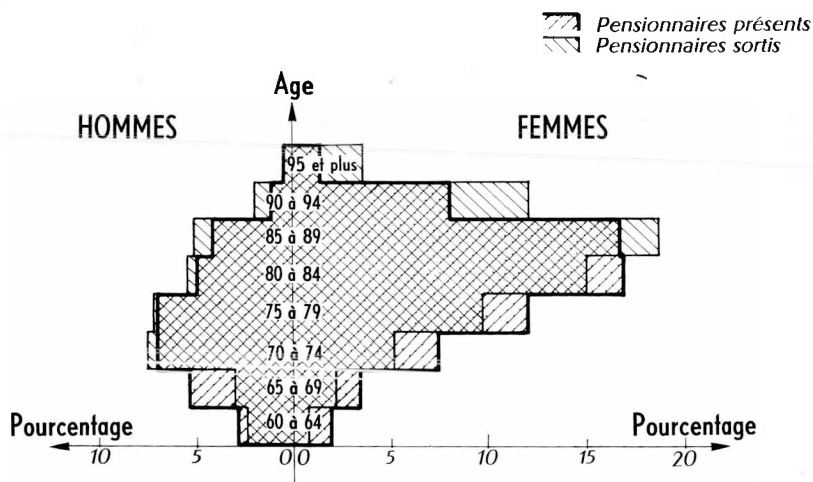 Pensionnaires présents
Pensionnaires sortis
Age
HOMMES
FEMMES
95 et plus
90 à 94
85 à 89
80 à 84
75 à 79
70 à 74
65 à 69
60 à 64
Pourcentage
Pourcentage
10 5 0 0 5 10 15 20